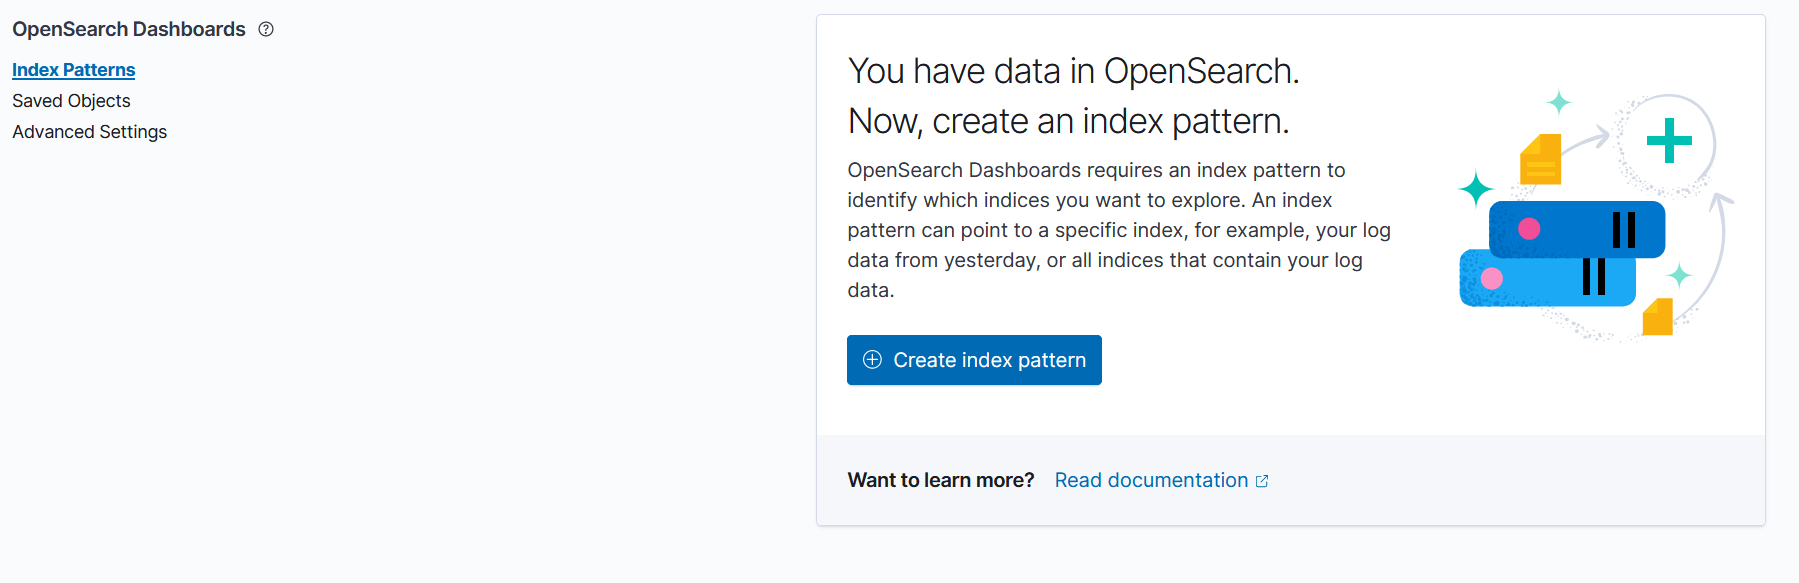 OpenSearch Dashboards
Index Patterns
Saved Objects
Advanced Settings
You have data in OpenSearch.
Now, create an index pattern.
OpenSearch Dashboards requires an index pattern to
identify which indices you want to explore. An index
pattern can point to a specific index, for example, your log
data from yesterday, or all indices that contain your log
data.
Create index pattern
Want to learn more? Read documentation